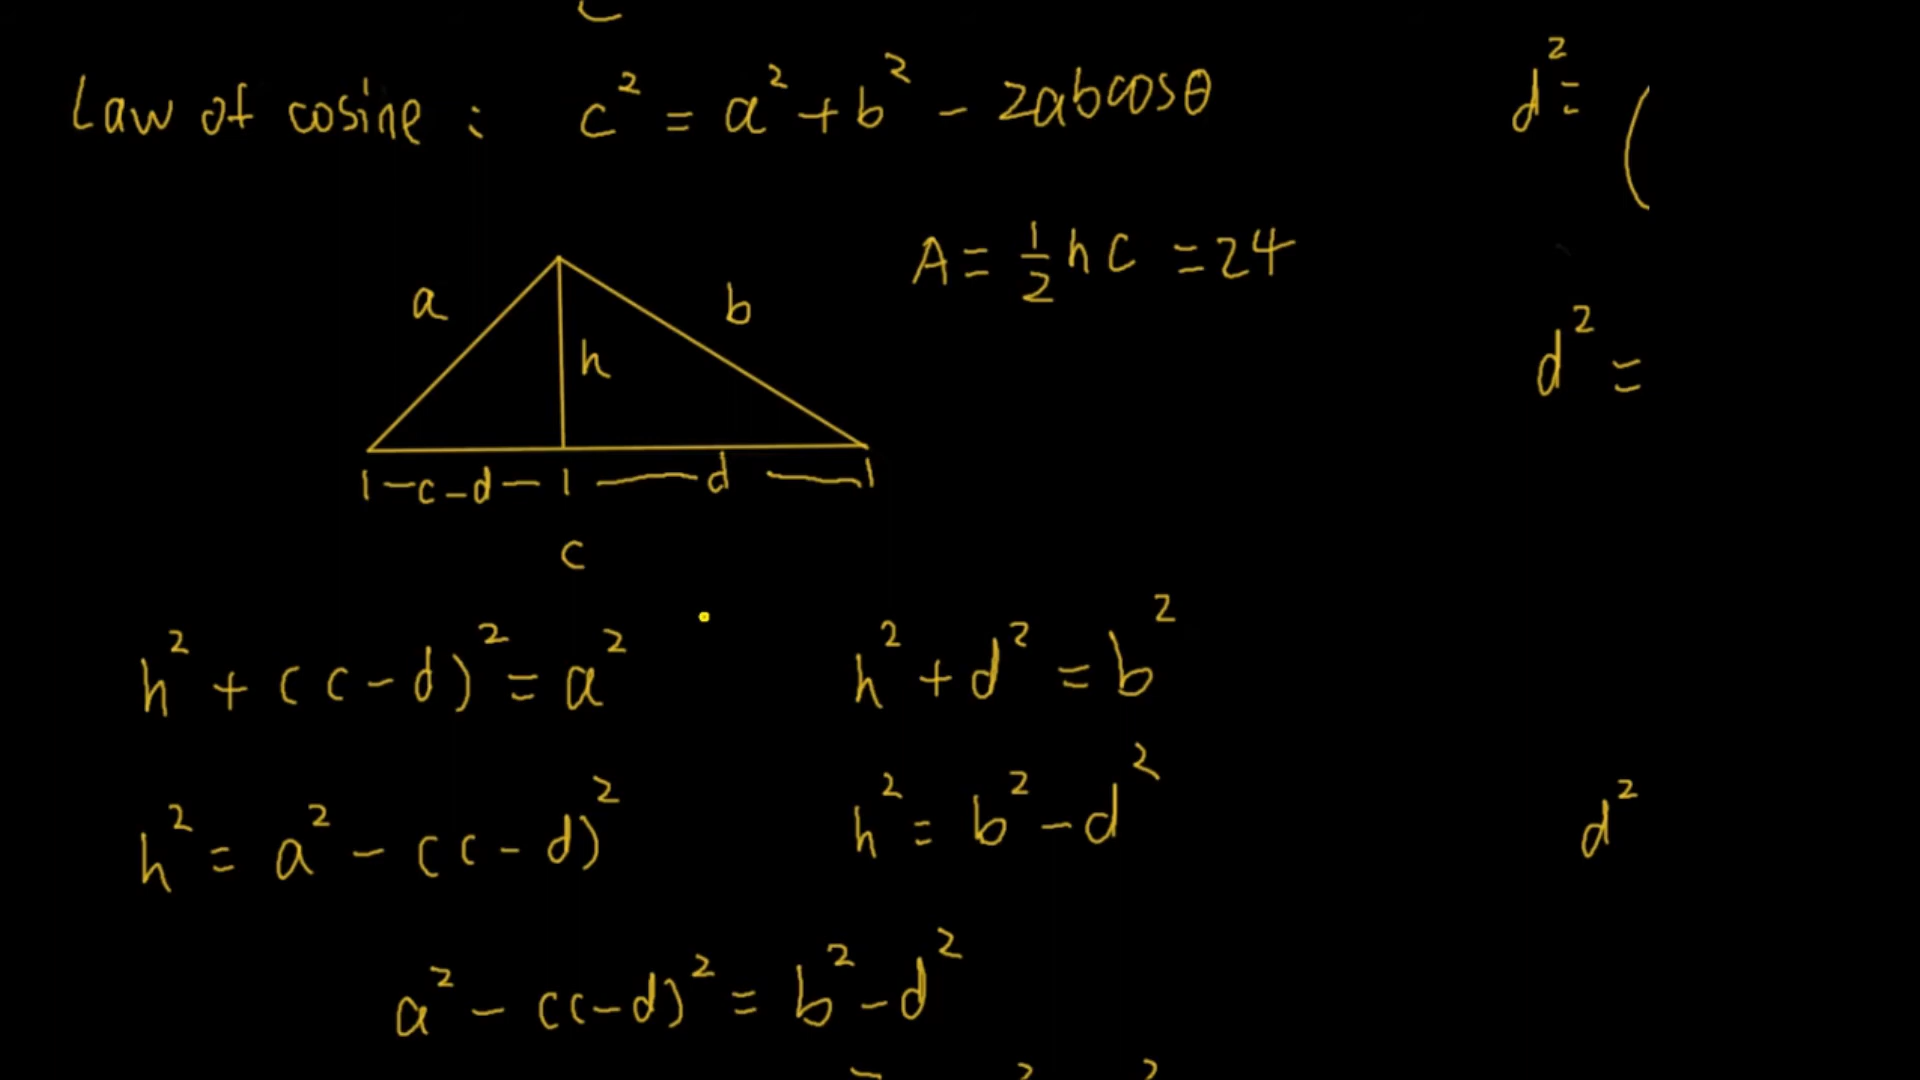 Law of cosine : c² = a² + b² - 2abcosθ
d² = (
A = 1/2 h c = 24
d² =
a
b
h
|-c-d-| — d —|
c
h² + (c-d)² = a²
h² + d² = b²
h² = a² - (c-d)²
h² = b² - d²
d²
a² - (c-d)² = b² - d²